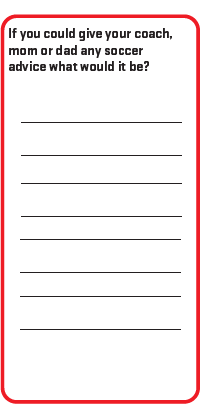 If you could give your coach,
mom or dad any soccer
advice what would it be?